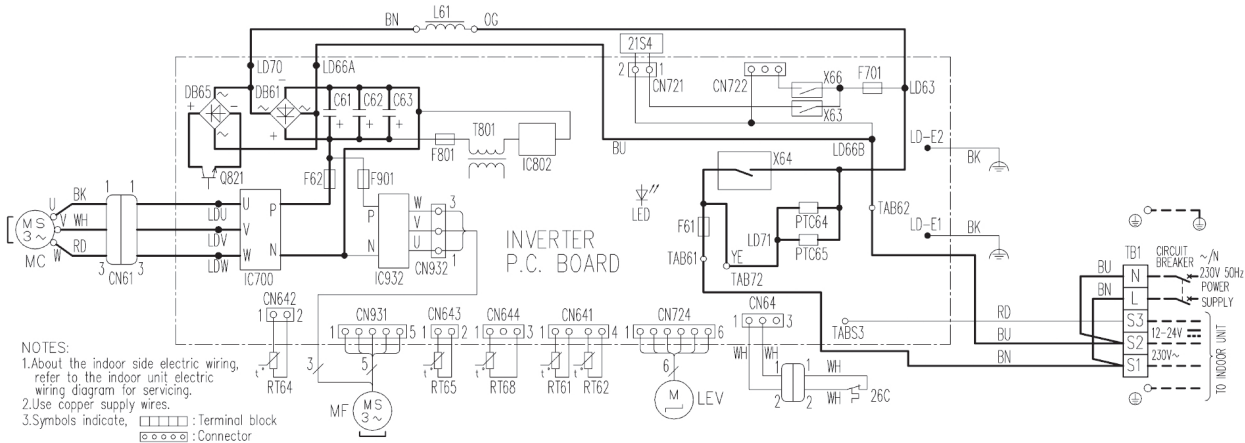 L61
BN OG
21S4
2 1
CN721
CN722
X66
F701
X63
LD70
LD66A
LD63
DB65
DB61
~
-
+
C61
C62
C63
F801
T801
IC802
Q821
BU
LD66B
LD-E2
BK
X64
LED
F62
F901
F61
PTC64
LD71
PTC65
TAB62
LD-E1
BK
TAB61
YE
TAB72
MC
MS
3~
U BK
V WH
W RD
1 1
3 3
CN61
LDU
LDV
LDW
U
V
W
P
N
IC700
P
N
IC932
W
V
U
3
1
CN932
INVERTER
P.C. BOARD
CIRCUIT
BREAKER
~/N
230V 50Hz
POWER
SUPPLY
TB1
BU
BN
N
L
S3
S2
S1
12-24V
230V~
TO INDOOR UNIT
TABS3
RD
BU
BN
CN642
1 2
t°
RT64
3
CN931
1 5
5
MF
MS
3~
CN643
1 2
t°
RT65
CN644
1 3
t°
RT68
CN641
1 4
t° t°
RT61 RT62
CN724
1 6
6
M
LEV
CN64
1 3
WH WH
1 1
2 2
WH
WH
26C
NOTES:
1.About the indoor side electric wiring,
refer to the indoor unit electric
wiring diagram for servicing.
2.Use copper supply wires.
3.Symbols indicate, : Terminal block
: Connector